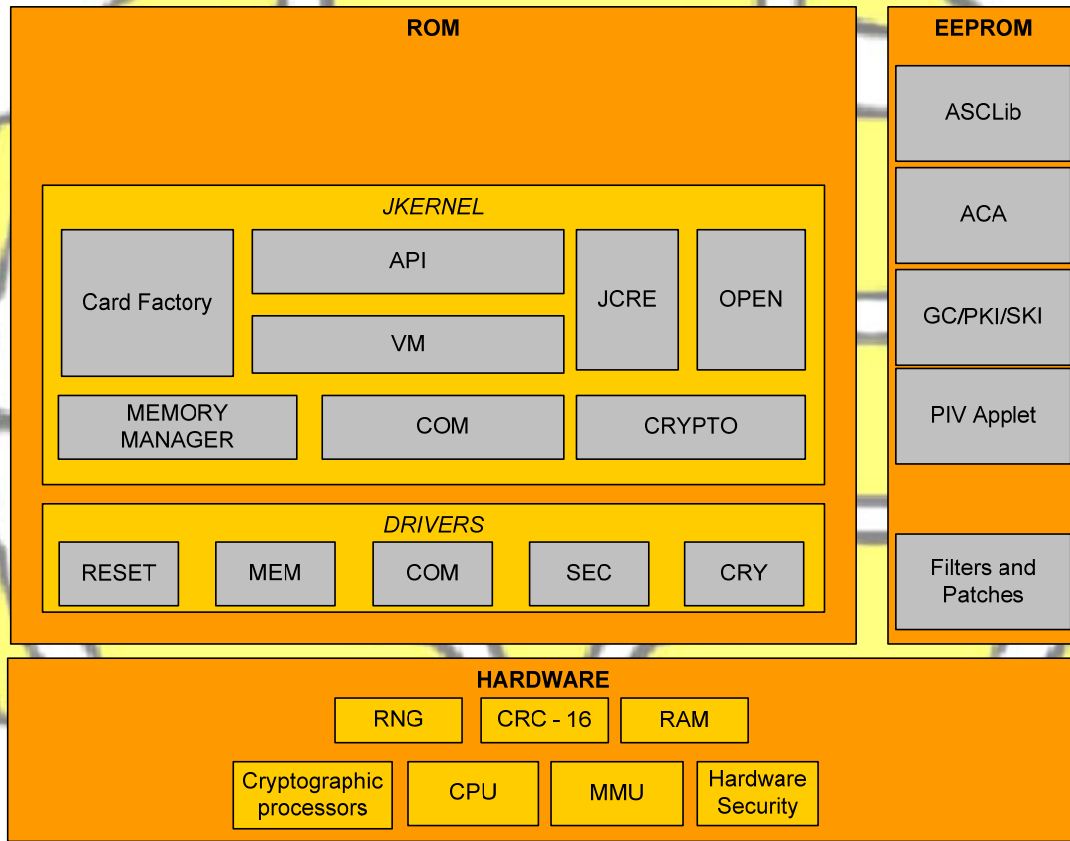 ROM
JKERNEL
Card Factory
API
VM
JCRE
OPEN
MEMORY
MANAGER
COM
CRYPTO
DRIVERS
RESET
MEM
COM
SEC
CRY
EEPROM
ASCLib
ACA
GC/PKI/SKI
PIV Applet
Filters and
Patches
HARDWARE
RNG
CRC - 16
RAM
Cryptographic
processors
CPU
MMU
Hardware
Security